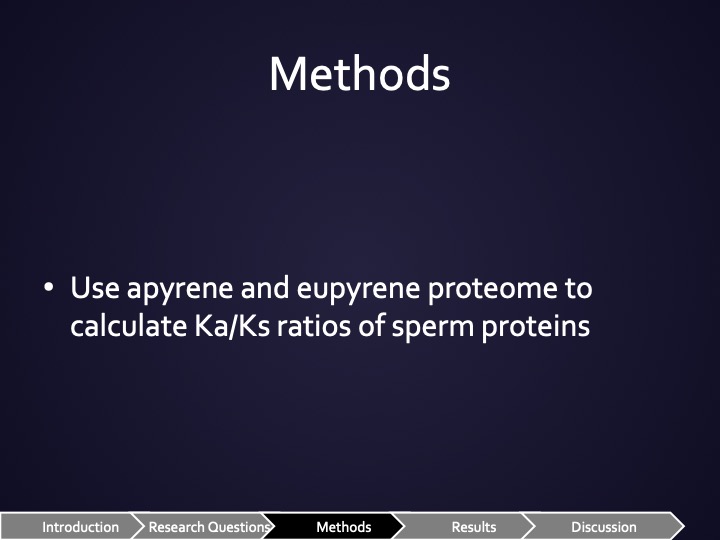 Methods
• Use apyrene and eupyrene proteome to
calculate Ka/Ks ratios of sperm proteins
Introduction
Research Questions
Methods
Results
Discussion